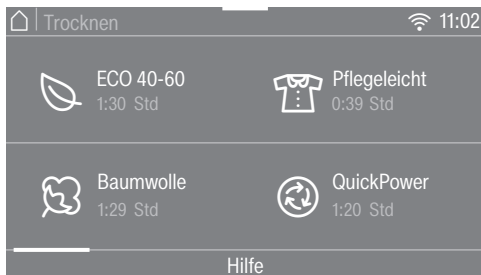 Trocknen 11:02
ECO 40-60
1:30 Std
Pflegeleicht
0:39 Std
Baumwolle
1:29 Std
QuickPower
1:20 Std
Hilfe